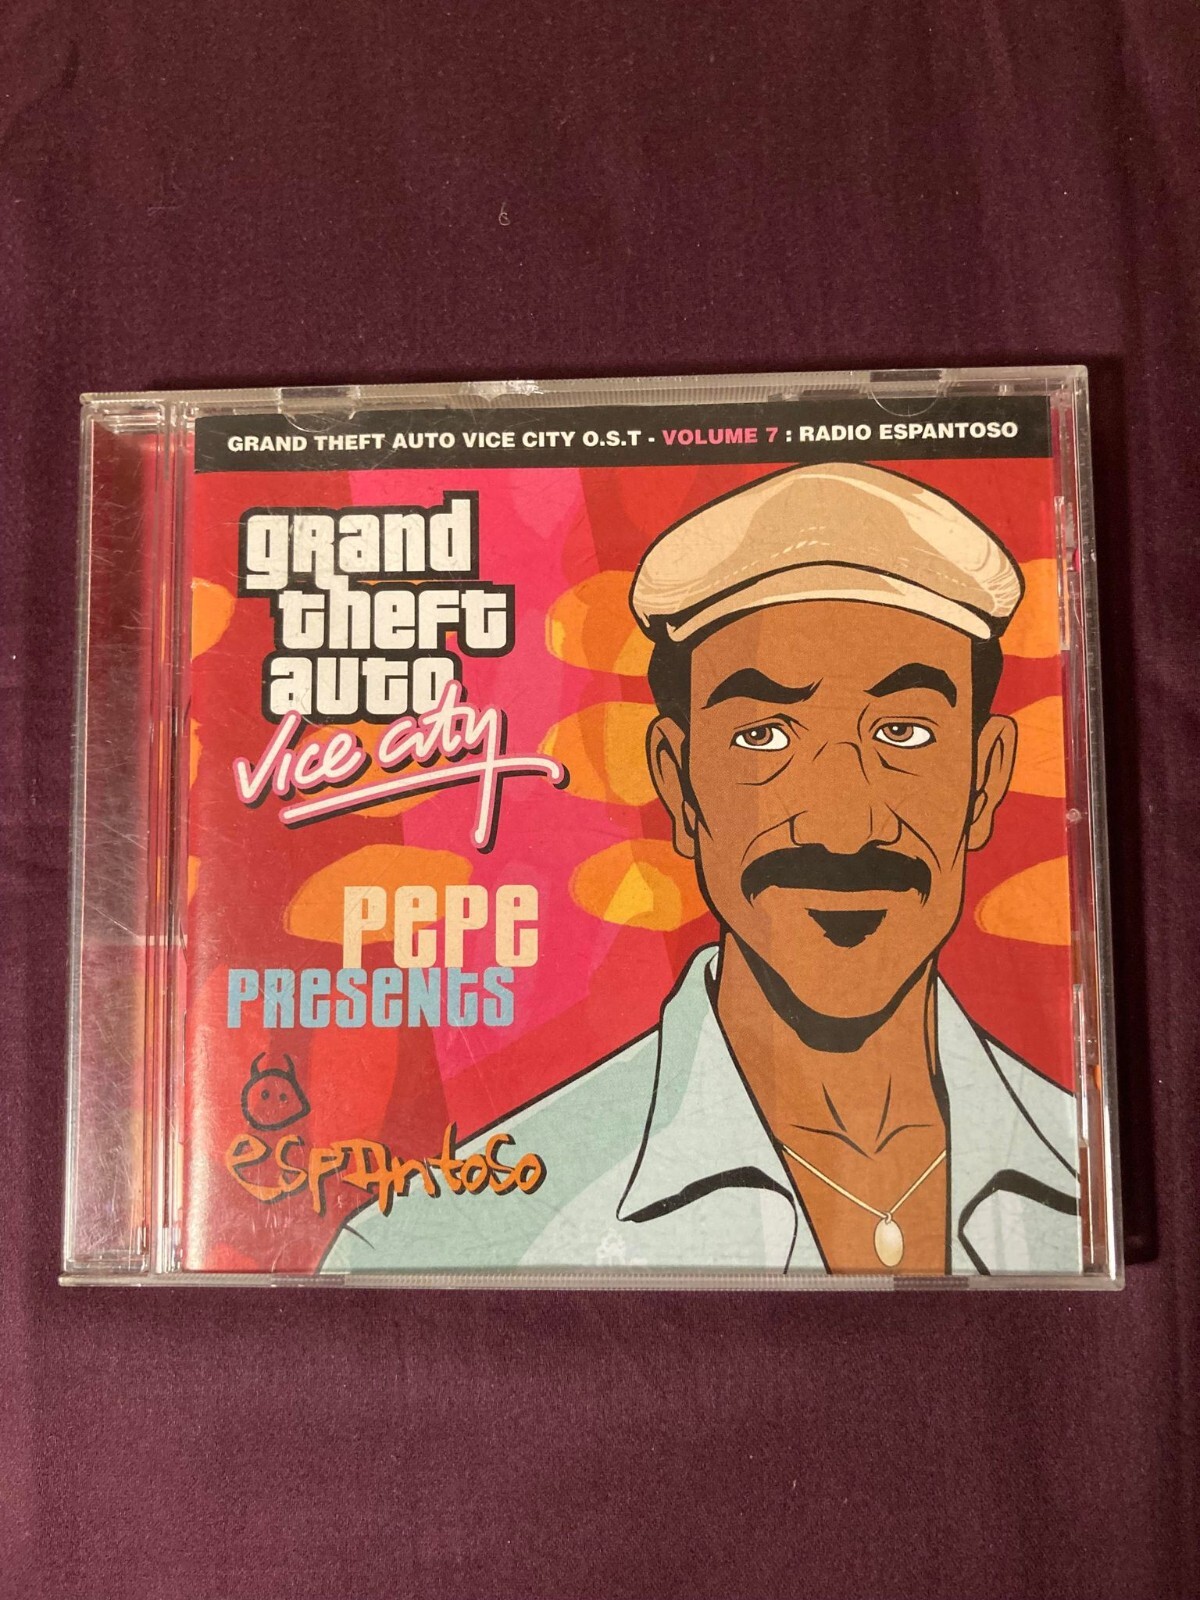 GRAND THEFT AUTO VICE CITY O.S.T - VOLUME 7 : RADIO ESPANTOSO
grand
theft
auto
vice city
PEPE
PRESENTS
ESPANTOSO